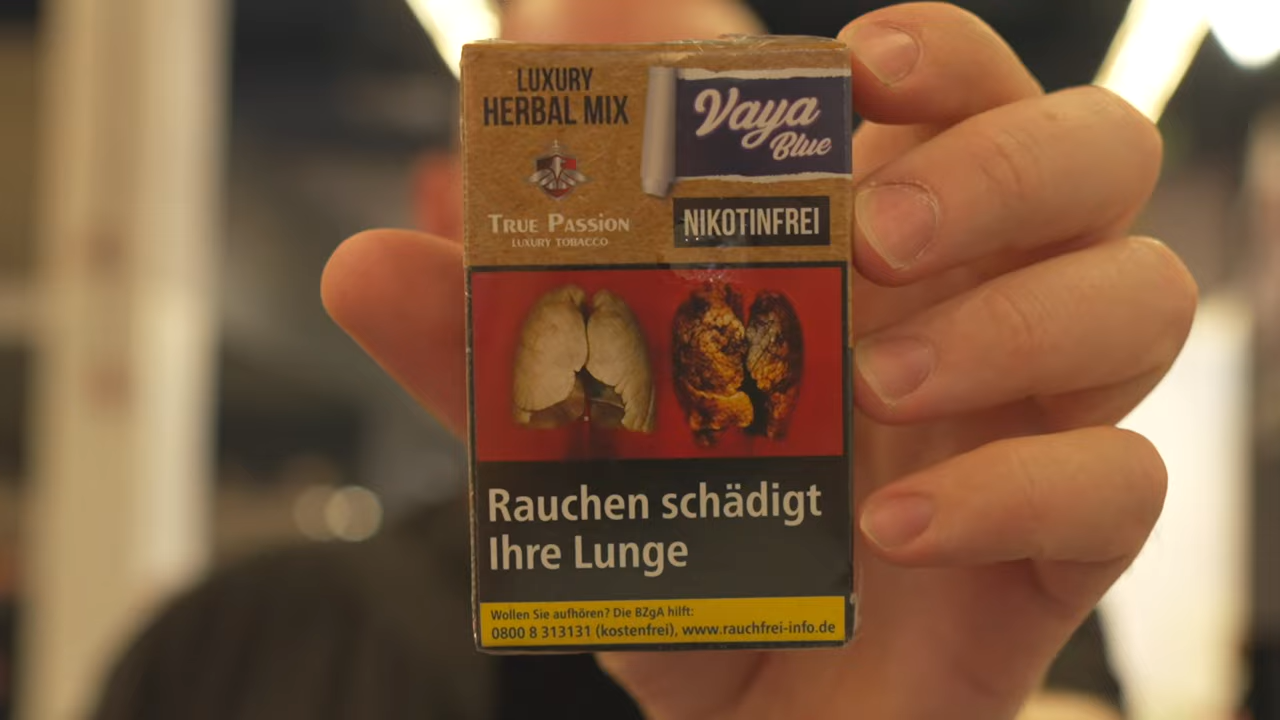 LUXURY
HERBAL MIX
Vaya
Blue
TRUE PASSION
LUXURY TOBACCO
NIKOTINFREI
Rauchen schädigt
Ihre Lunge
Wollen Sie aufhören? Die BZgA hilft:
0800 8 313131 (kostenfrei), www.rauchfrei-info.de